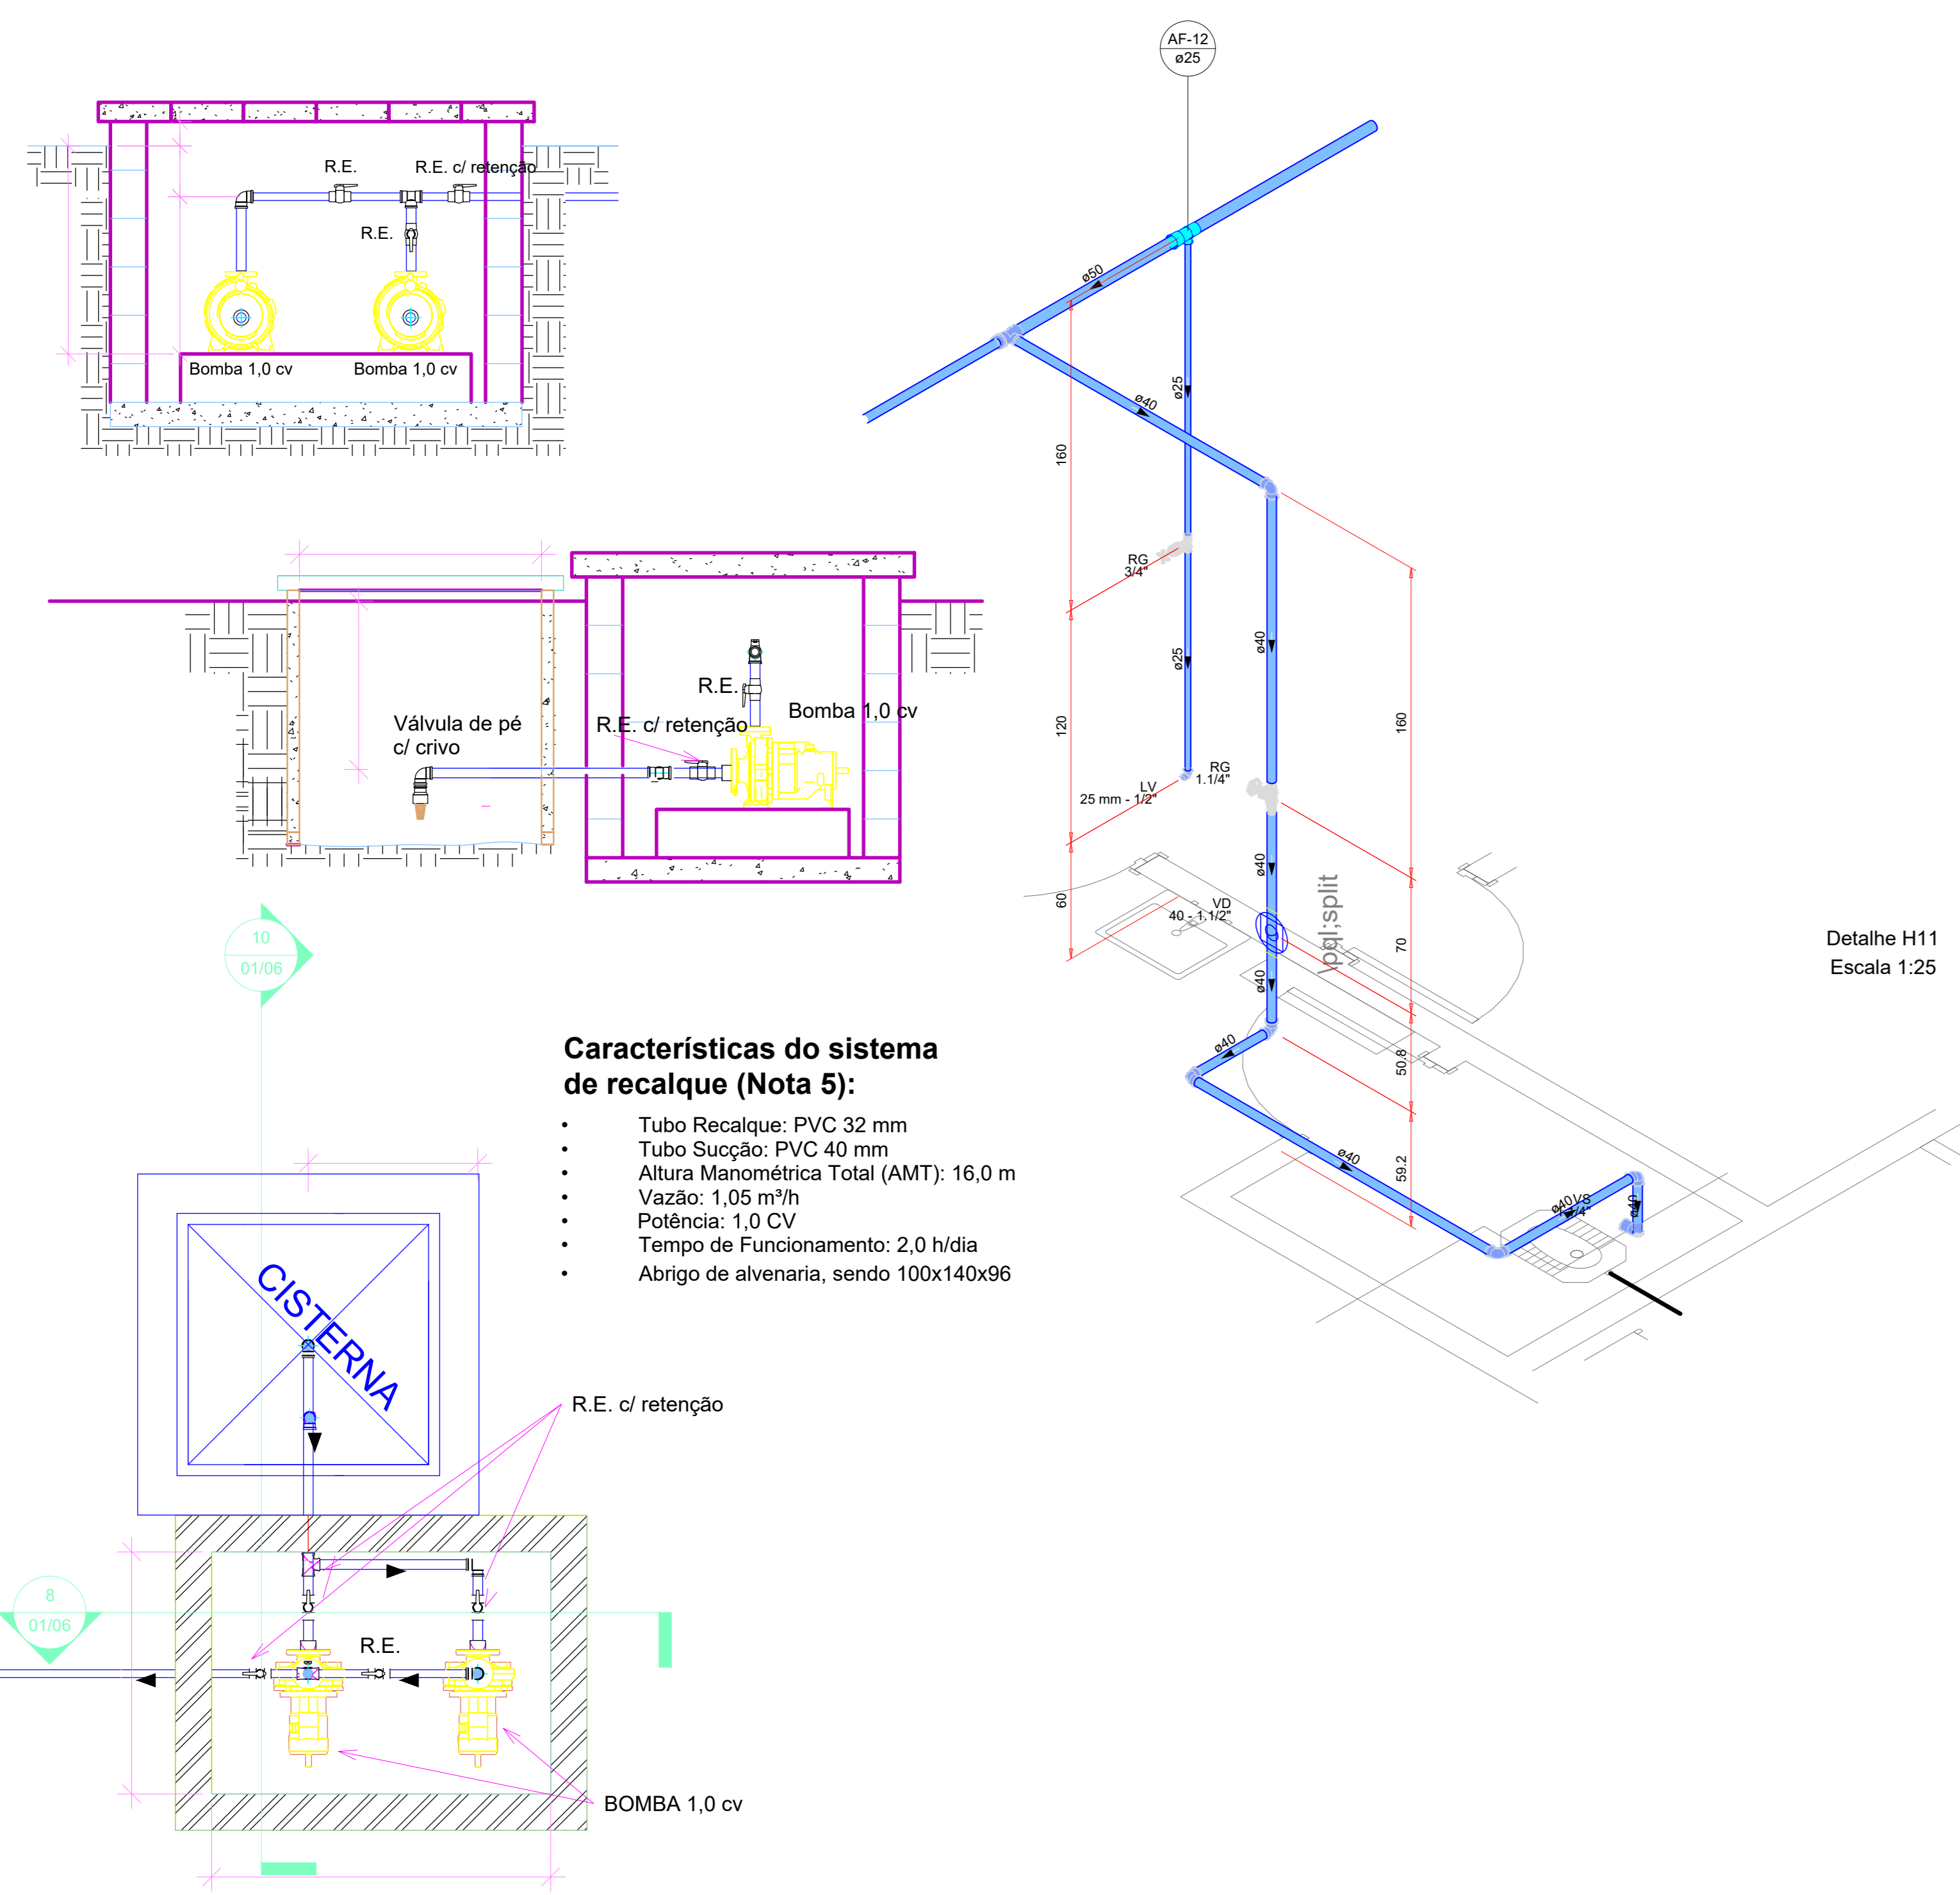 AF-12
ø25
R.E.
R.E. c/ retenção
R.E.
Bomba 1,0 cv
Bomba 1,0 cv
ø50
ø40
ø25
160
RG
3/4"
ø25
ø40
120
160
RG
1.1/4"
LV
25 mm - 1/2"
R.E.
Bomba 1,0 cv
R.E. c/ retenção
Válvula de pé
c/ crivo
ø40
60
VD
40 - 1.1/2"
\pql;split
70
ø40
Detalhe H11
Escala 1:25
10
01/06
ø40
50.8
59.2
ø40
ø40
VS
ø40
Características do sistema
de recalque (Nota 5):
• Tubo Recalque: PVC 32 mm
• Tubo Sucção: PVC 40 mm
• Altura Manométrica Total (AMT): 16,0 m
• Vazão: 1,05 m³/h
• Potência: 1,0 CV
• Tempo de Funcionamento: 2,0 h/dia
• Abrigo de alvenaria, sendo 100x140x96
CISTERNA
R.E. c/ retenção
8
01/06
R.E.
BOMBA 1,0 cv